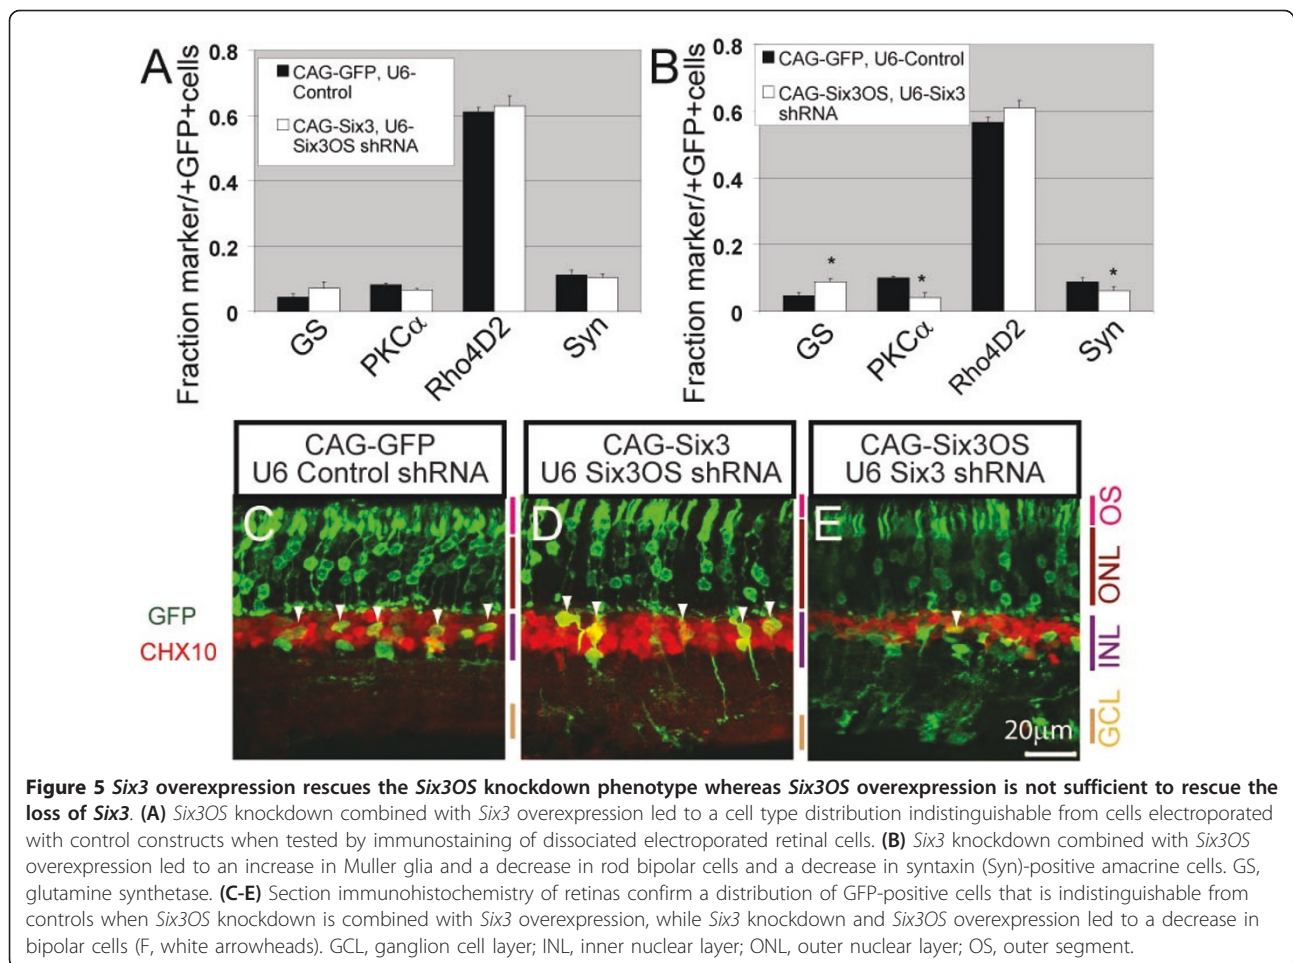 A
Fraction marker/+GFP+cells
0.8
0.6
0.4
0.2
0
CAG-GFP, U6-
Control
CAG-Six3, U6-
Six3OS shRNA
GS
PKCα
Rho4D2
Syn
B
Fraction marker/+GFP+cells
0.8
0.6
0.4
0.2
0
CAG-GFP, U6-Control
CAG-Six3OS, U6-Six3
shRNA
*
*
*
GS
PKCα
Rho4D2
Syn
CAG-GFP
U6 Control shRNA
CAG-Six3
U6 Six3OS shRNA
CAG-Six3OS
U6 Six3 shRNA
C
D
E
GFP
CHX10
OS
ONL
INL
GCL
20µm
Figure 5 Six3 overexpression rescues the Six3OS knockdown phenotype whereas Six3OS overexpression is not sufficient to rescue the
loss of Six3. (A) Six3OS knockdown combined with Six3 overexpression led to a cell type distribution indistinguishable from cells electroporated
with control constructs when tested by immunostaining of dissociated electroporated retinal cells. (B) Six3 knockdown combined with Six3OS
overexpression led to an increase in Muller glia and a decrease in rod bipolar cells and a decrease in syntaxin (Syn)-positive amacrine cells. GS,
glutamine synthetase. (C-E) Section immunohistochemistry of retinas confirm a distribution of GFP-positive cells that is indistinguishable from
controls when Six3OS knockdown is combined with Six3 overexpression, while Six3 knockdown and Six3OS overexpression led to a decrease in
bipolar cells (F, white arrowheads). GCL, ganglion cell layer; INL, inner nuclear layer; ONL, outer nuclear layer; OS, outer segment.